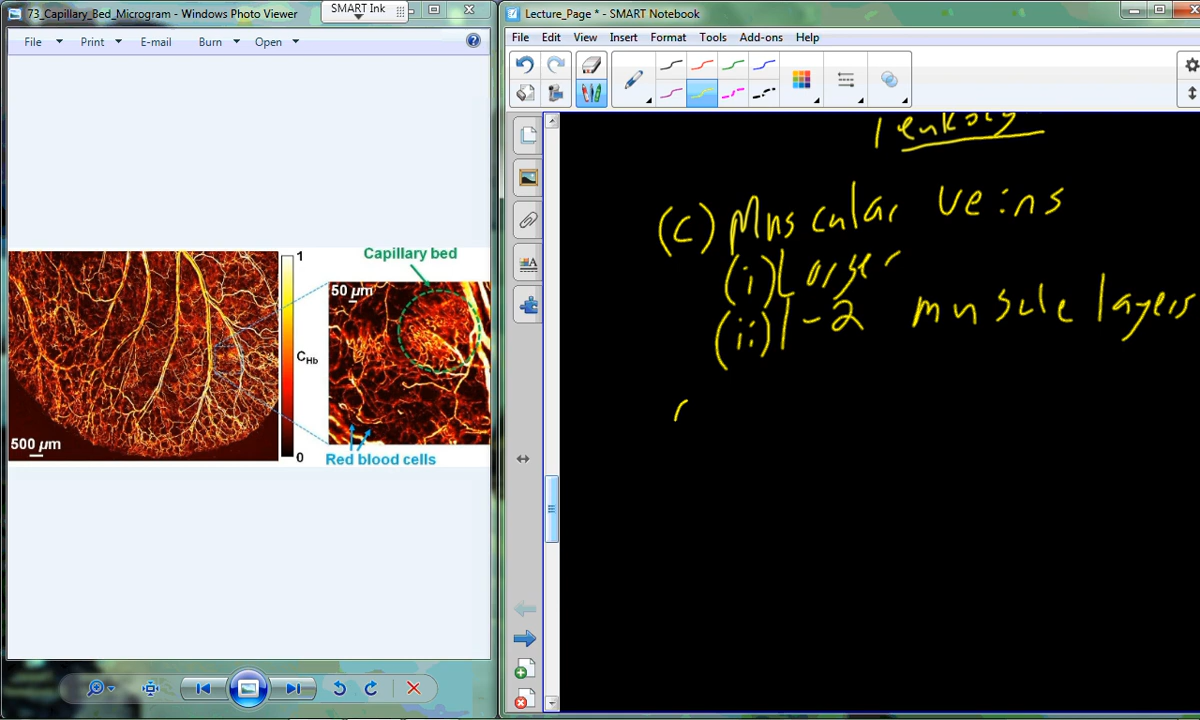 73_Capillary_Bed_Microgram - Windows Photo Viewer
SMART Ink
File Print E-mail Burn Open
Capillary bed
50 µm
1
C_Hb
0
500 µm
Red blood cells
Lecture_Page * - SMART Notebook
File Edit View Insert Format Tools Add-ons Help
(C) Muscular veins
(i) Larger
(ii) 1-2 muscle layers
(